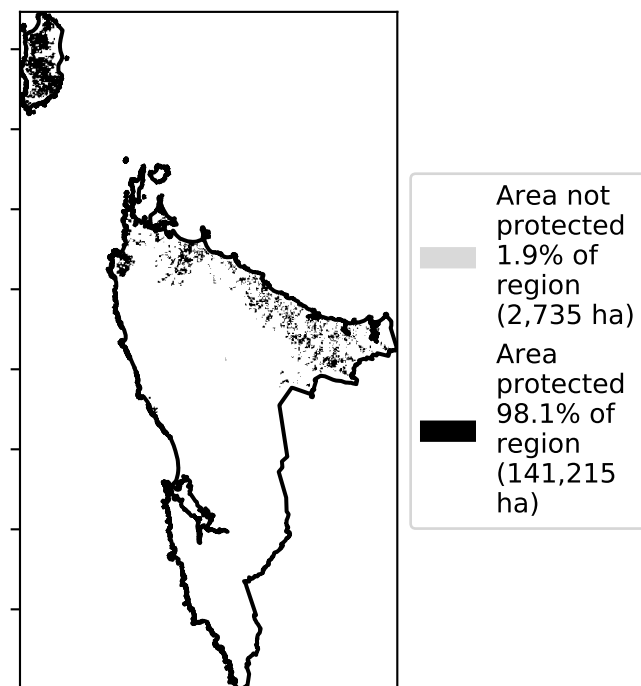 Area not
protected
1.9% of
region
(2,735 ha)
Area
protected
98.1% of
region
(141,215
ha)